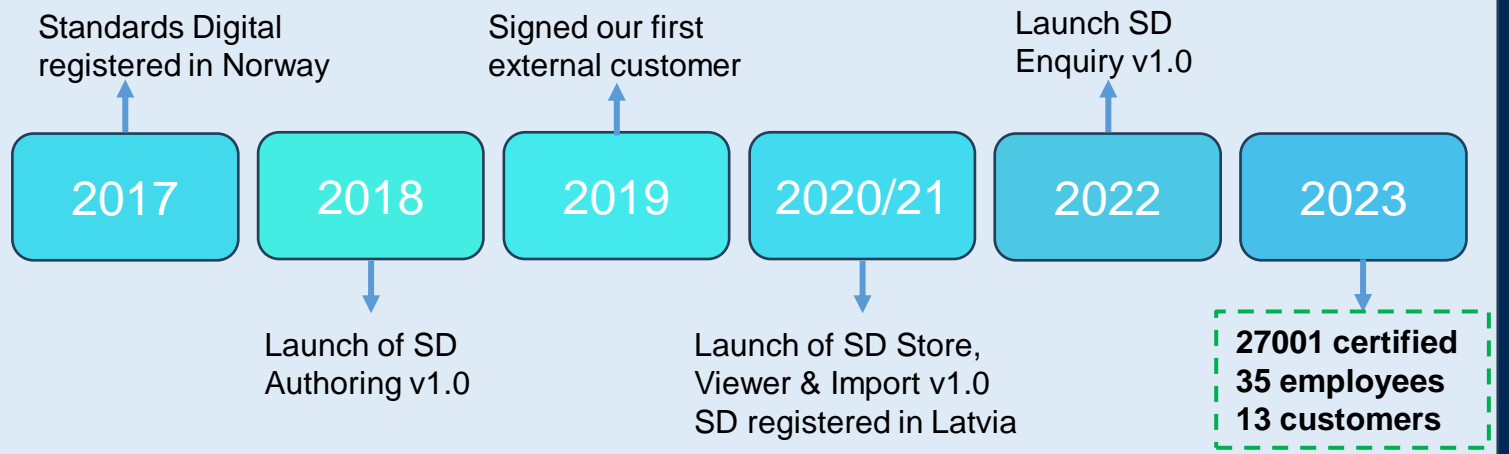 Standards Digital
registered in Norway
Signed our first
external customer
Launch SD
Enquiry v1.0
2017
2018
2019
2020/21
2022
2023
Launch of SD
Authoring v1.0
Launch of SD Store,
Viewer & Import v1.0
SD registered in Latvia
27001 certified
35 employees
13 customers